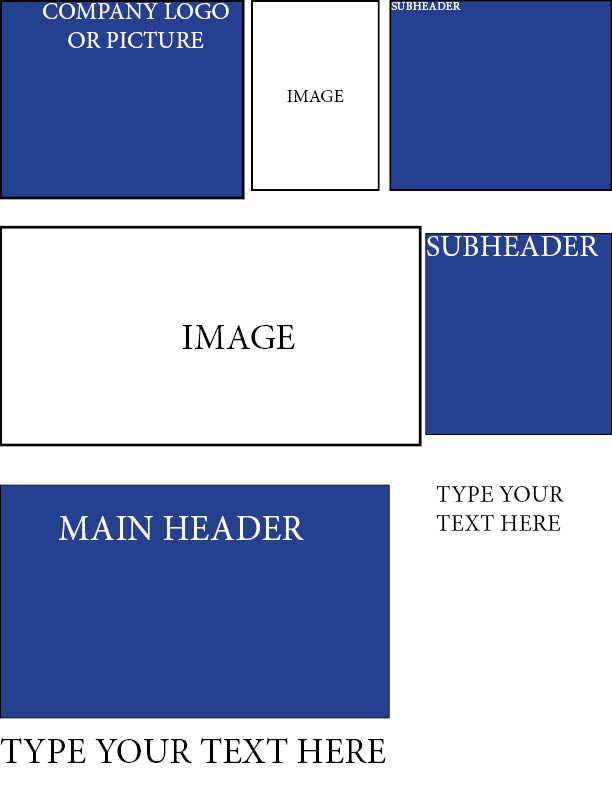 COMPANY LOGO
OR PICTURE
IMAGE
SUBHEADER
IMAGE
SUBHEADER
MAIN HEADER
TYPE YOUR
TEXT HERE
TYPE YOUR TEXT HERE